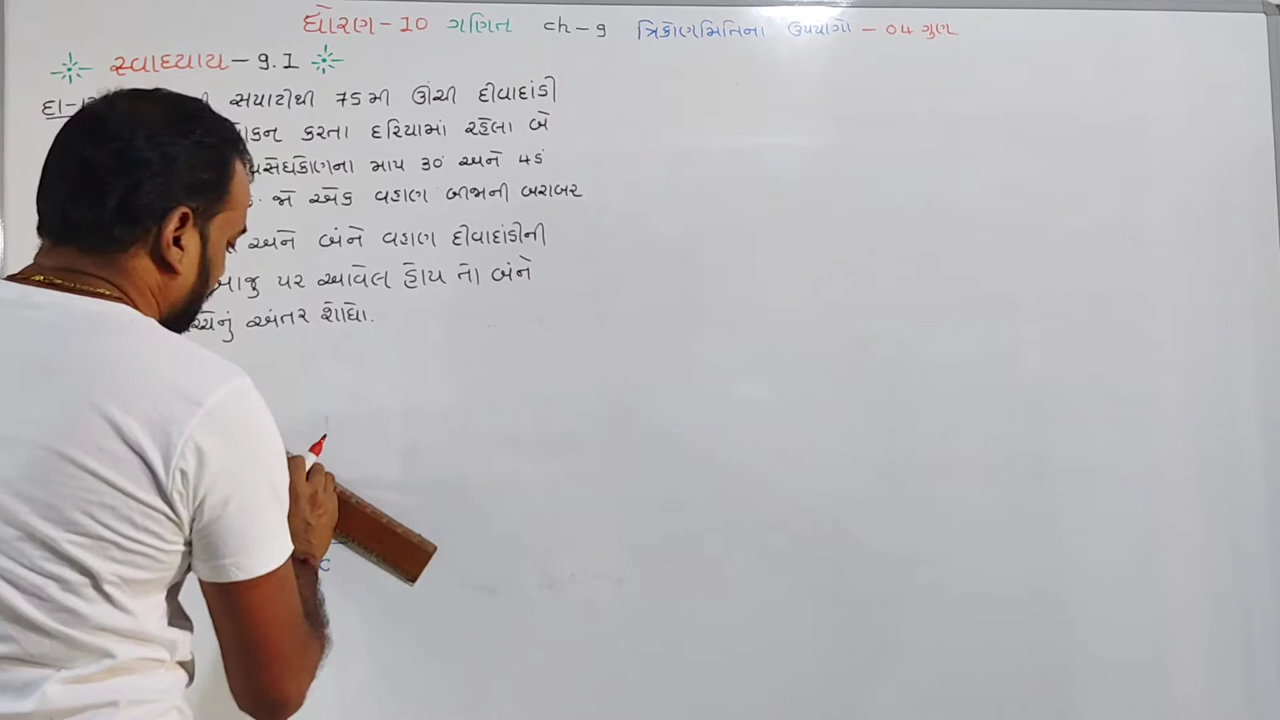 ધોરણ-10 ગણિત ch-9 ત્રિકોણમિતિના ઉપયોગો - 04 ગુણ
સ્વાધ્યાય-9.1
સપાટીથી 75મી ઊંચી દીવાદાંડી
કરતા દરિયામાં રહેલા બે
માપ 30° અને 45°
જો એક વહાણ બીજાની બરાબર
અને બંને વહાણ દીવાદાંડીની
પર આવેલ હોય તો બંને
અંતર શોધો.
C